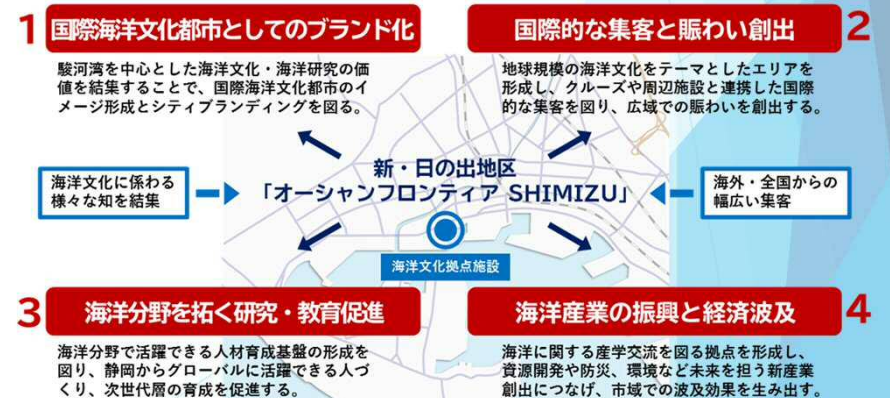 1 国際海洋文化都市としてのブランド化
駿河湾を中心とした海洋文化・海洋研究の価
値を結集することで、国際海洋文化都市のイ
メージ形成とシティブランディングを図る。
国際的な集客と賑わい創出 2
地球規模の海洋文化をテーマとしたエリアを
形成し、クルーズや周辺施設と連携した国際
的な集客を図り、広域での賑わいを創出する。
海洋文化に係わる
様々な知を結集
新・日の出地区
「オーシャンフロンティア SHIMIZU」
海洋文化拠点施設
海外・全国からの
幅広い集客
3 海洋分野を拓く研究・教育促進
海洋分野で活躍できる人材育成基盤の形成を
図り、静岡からグローバルに活躍できる人づ
くり、次世代層の育成を促進する。
海洋産業の振興と経済波及 4
海洋に関する産学交流を図る拠点を形成し、
資源開発や防災、環境など未来を担う新産業
創出につなげ、市域での波及効果を生み出す。